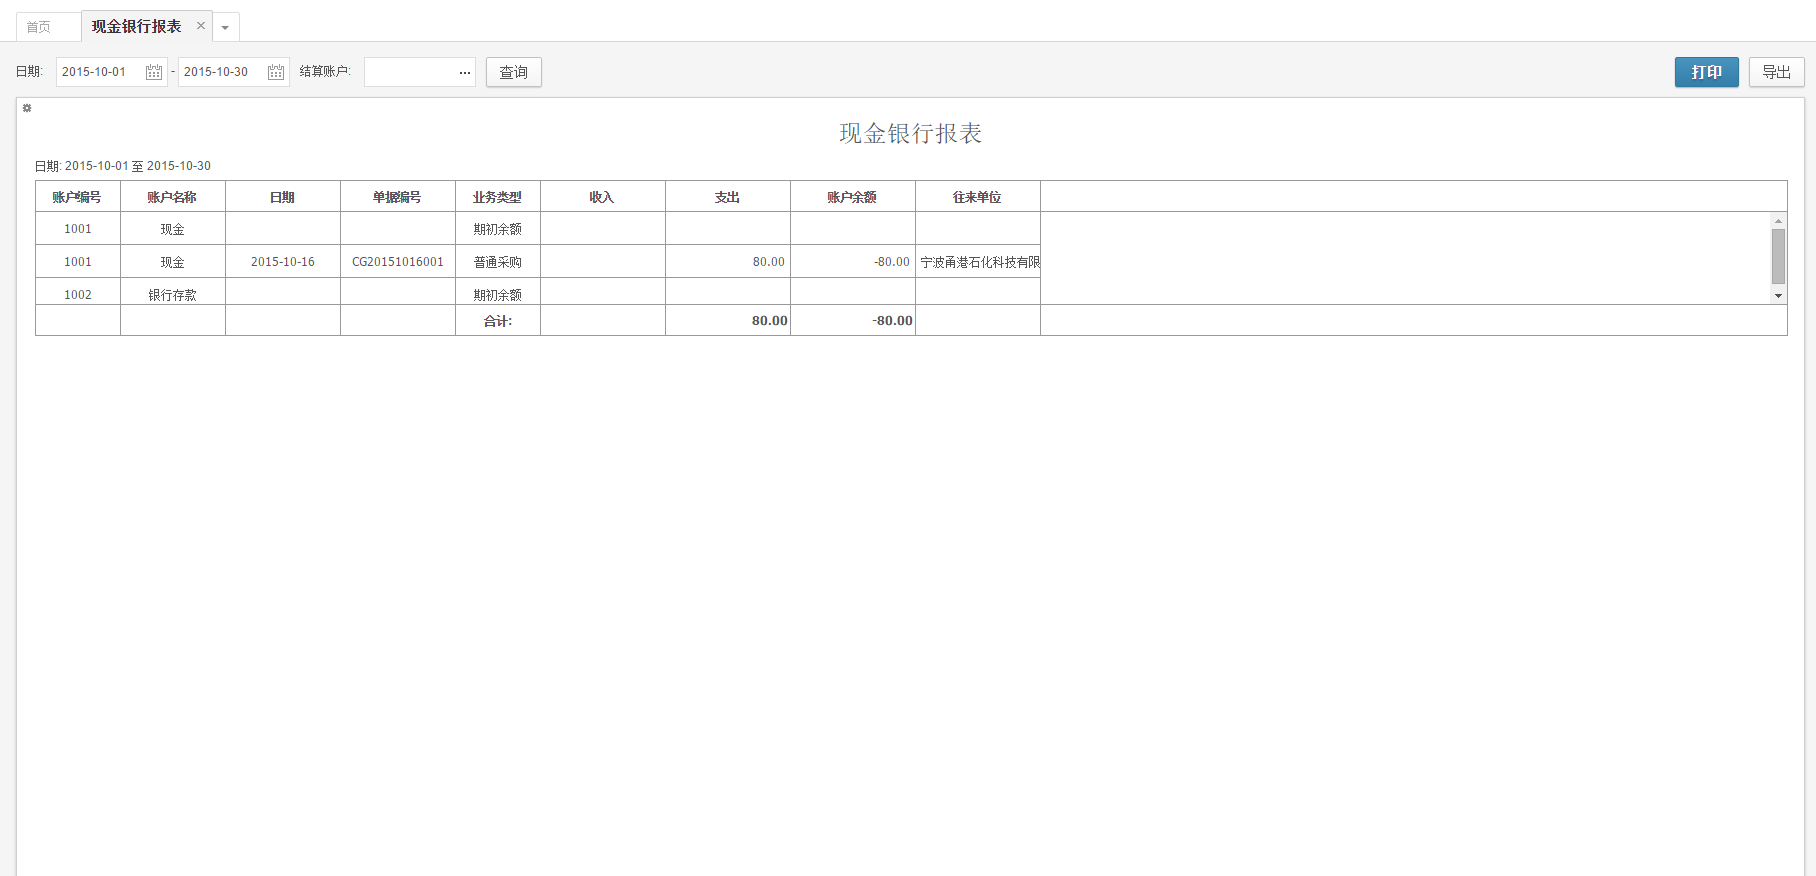 首页 现金银行报表 ×
日期: 2015-10-01 - 2015-10-30 结算账户: ... 查询 打印 导出
现金银行报表
日期: 2015-10-01 至 2015-10-30
账户编号 账户名称 日期 单据编号 业务类型 收入 支出 账户余额 往来单位
1001 现金 期初余额
1001 现金 2015-10-16 CG20151016001 普通采购 80.00 -80.00 宁波甬港石化科技有限
1002 银行存款 期初余额
合计: 80.00 -80.00